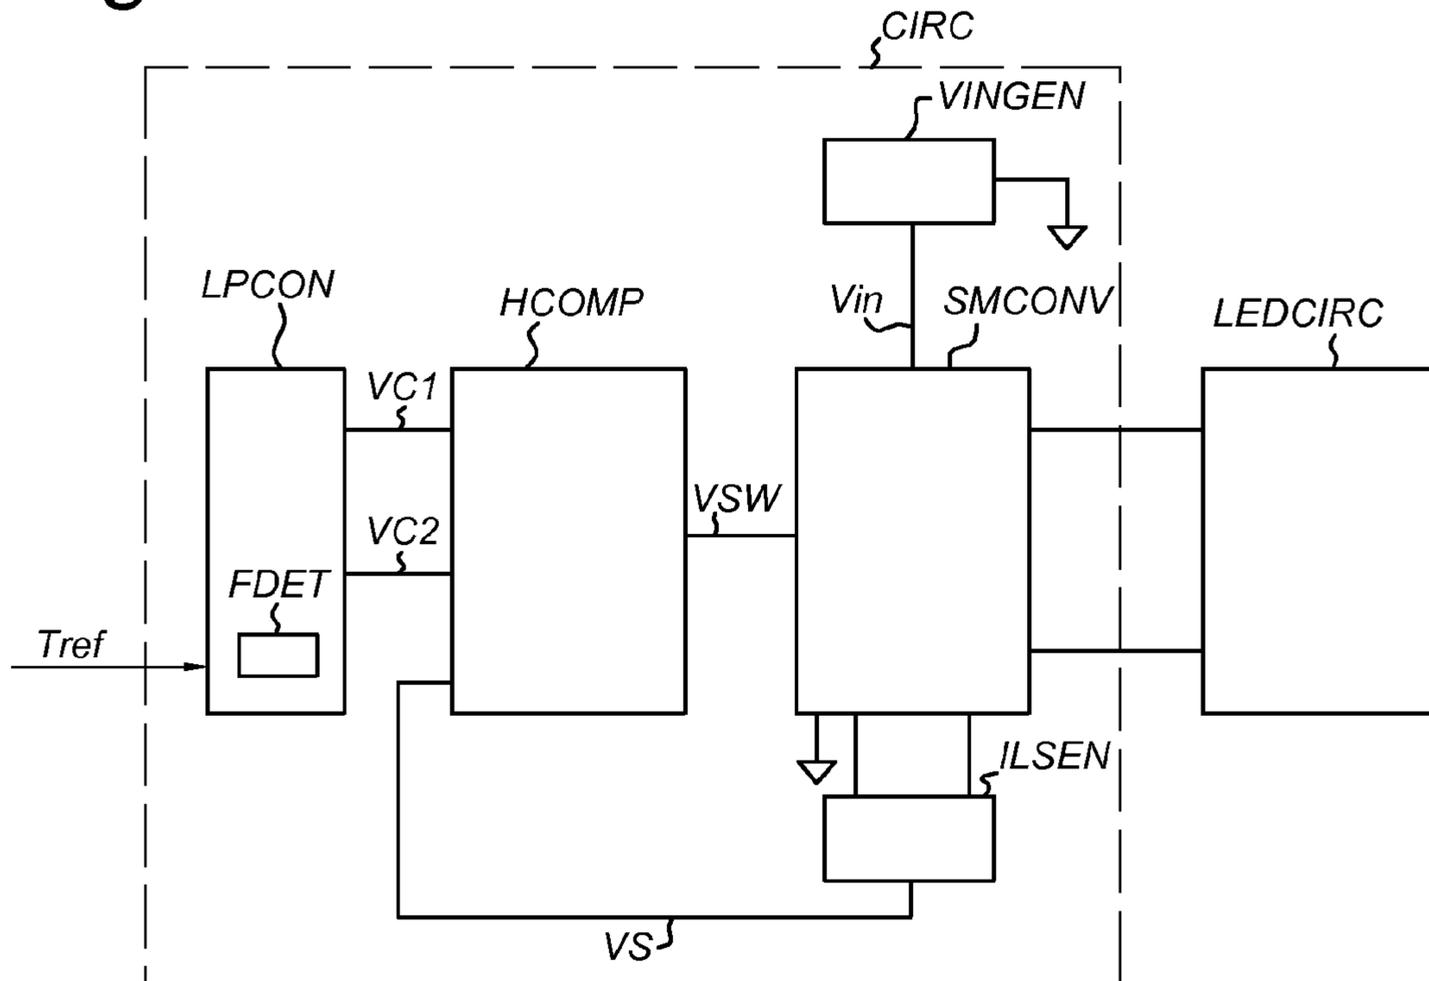 CIRC
VINGEN
LPCON
HCOMP
Vin
SMCONV
LEDCIRC
VC1
VSW
VC2
FDET
Tref
ILSEN
VS